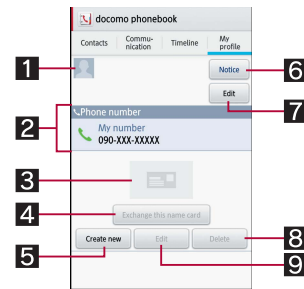 docomo phonebook
Contacts
Commu-
nication
Timeline
My
profile
1
Notice
6
Edit
7
Phone number
2
My number
090-XXX-XXXXX
3
4
Exchange this name card
Create new
Edit
Delete
8
5
9